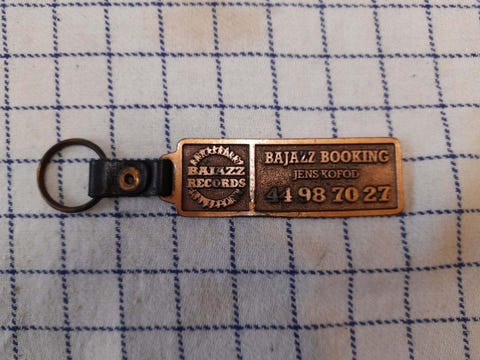 BAJAZZ
RECORDS
BAJAZZ BOOKING
JENS KOFOD
44 98 70 27